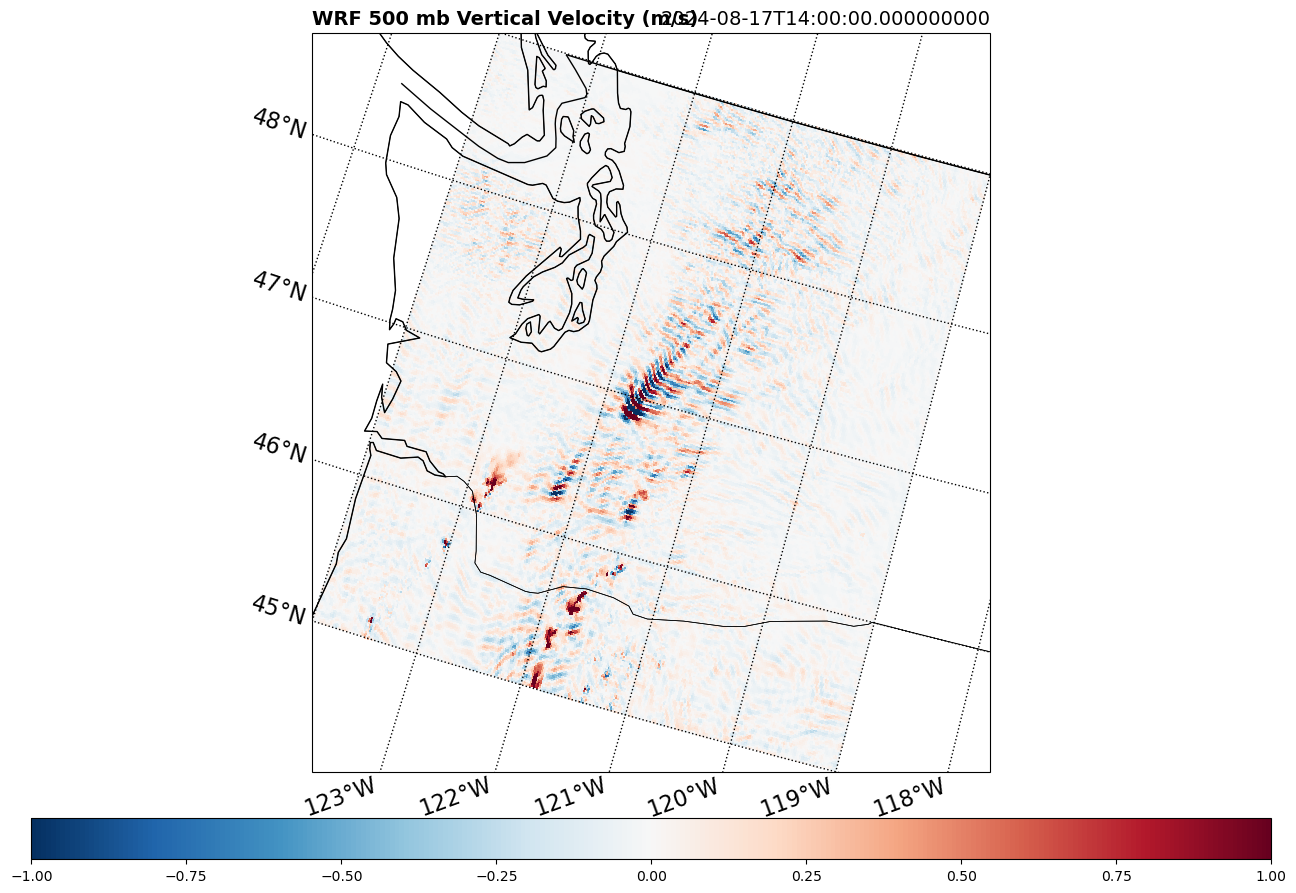 WRF 500 mb Vertical Velocity (m/s) 2024-08-17T14:00:00.000000000
48°N
47°N
46°N
45°N
123°W 122°W 121°W 120°W 119°W 118°W
−1.00 −0.75 −0.50 −0.25 0.00 0.25 0.50 0.75 1.00